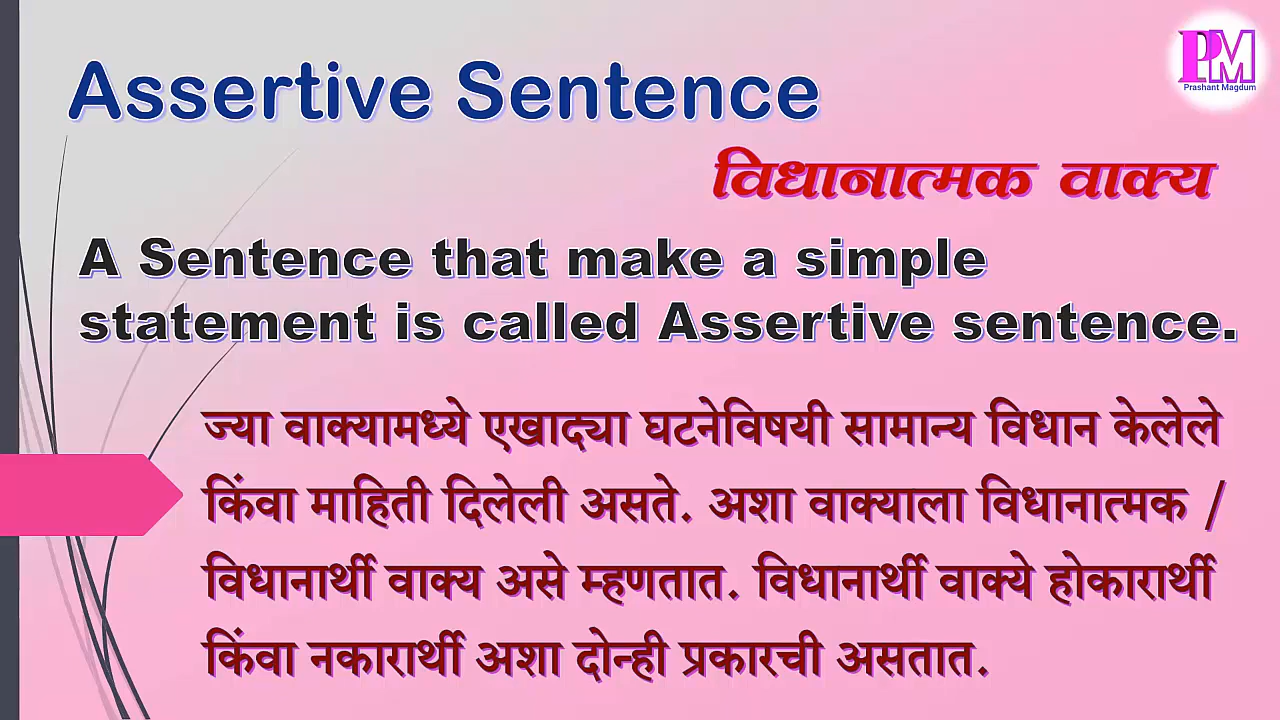 PM
Prashant Magdum
Assertive Sentence
विधानात्मक वाक्य
A Sentence that make a simple
statement is called Assertive sentence.
ज्या वाक्यामध्ये एखाद्या घटनेविषयी सामान्य विधान केलेले
किंवा माहिती दिलेली असते. अशा वाक्याला विधानात्मक /
विधानार्थी वाक्य असे म्हणतात. विधानार्थी वाक्ये होकारार्थी
किंवा नकारार्थी अशा दोन्ही प्रकारची असतात.